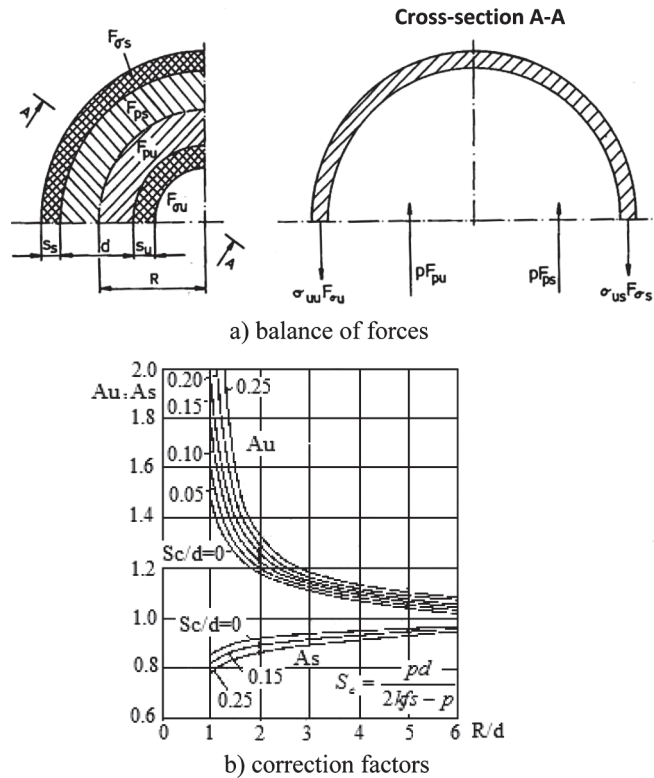 Cross-section A-A
Fσs
A
Fps
Fpu
Fσu
ss
d
su
A
R
pFpu
pFps
σuuFσu
σusFσs
a) balance of forces
2.0
0.20
0.25
Au.As
0.15
1.8
Au
1.6
0.10
0.05
1.4
Sc/d=0
1.2
1.0
Sc/d=0
As
0.8
0.15
Sc = pd / 2kfs - p
0.25
0.6
0 1 2 3 4 5 6 R/d
b) correction factors